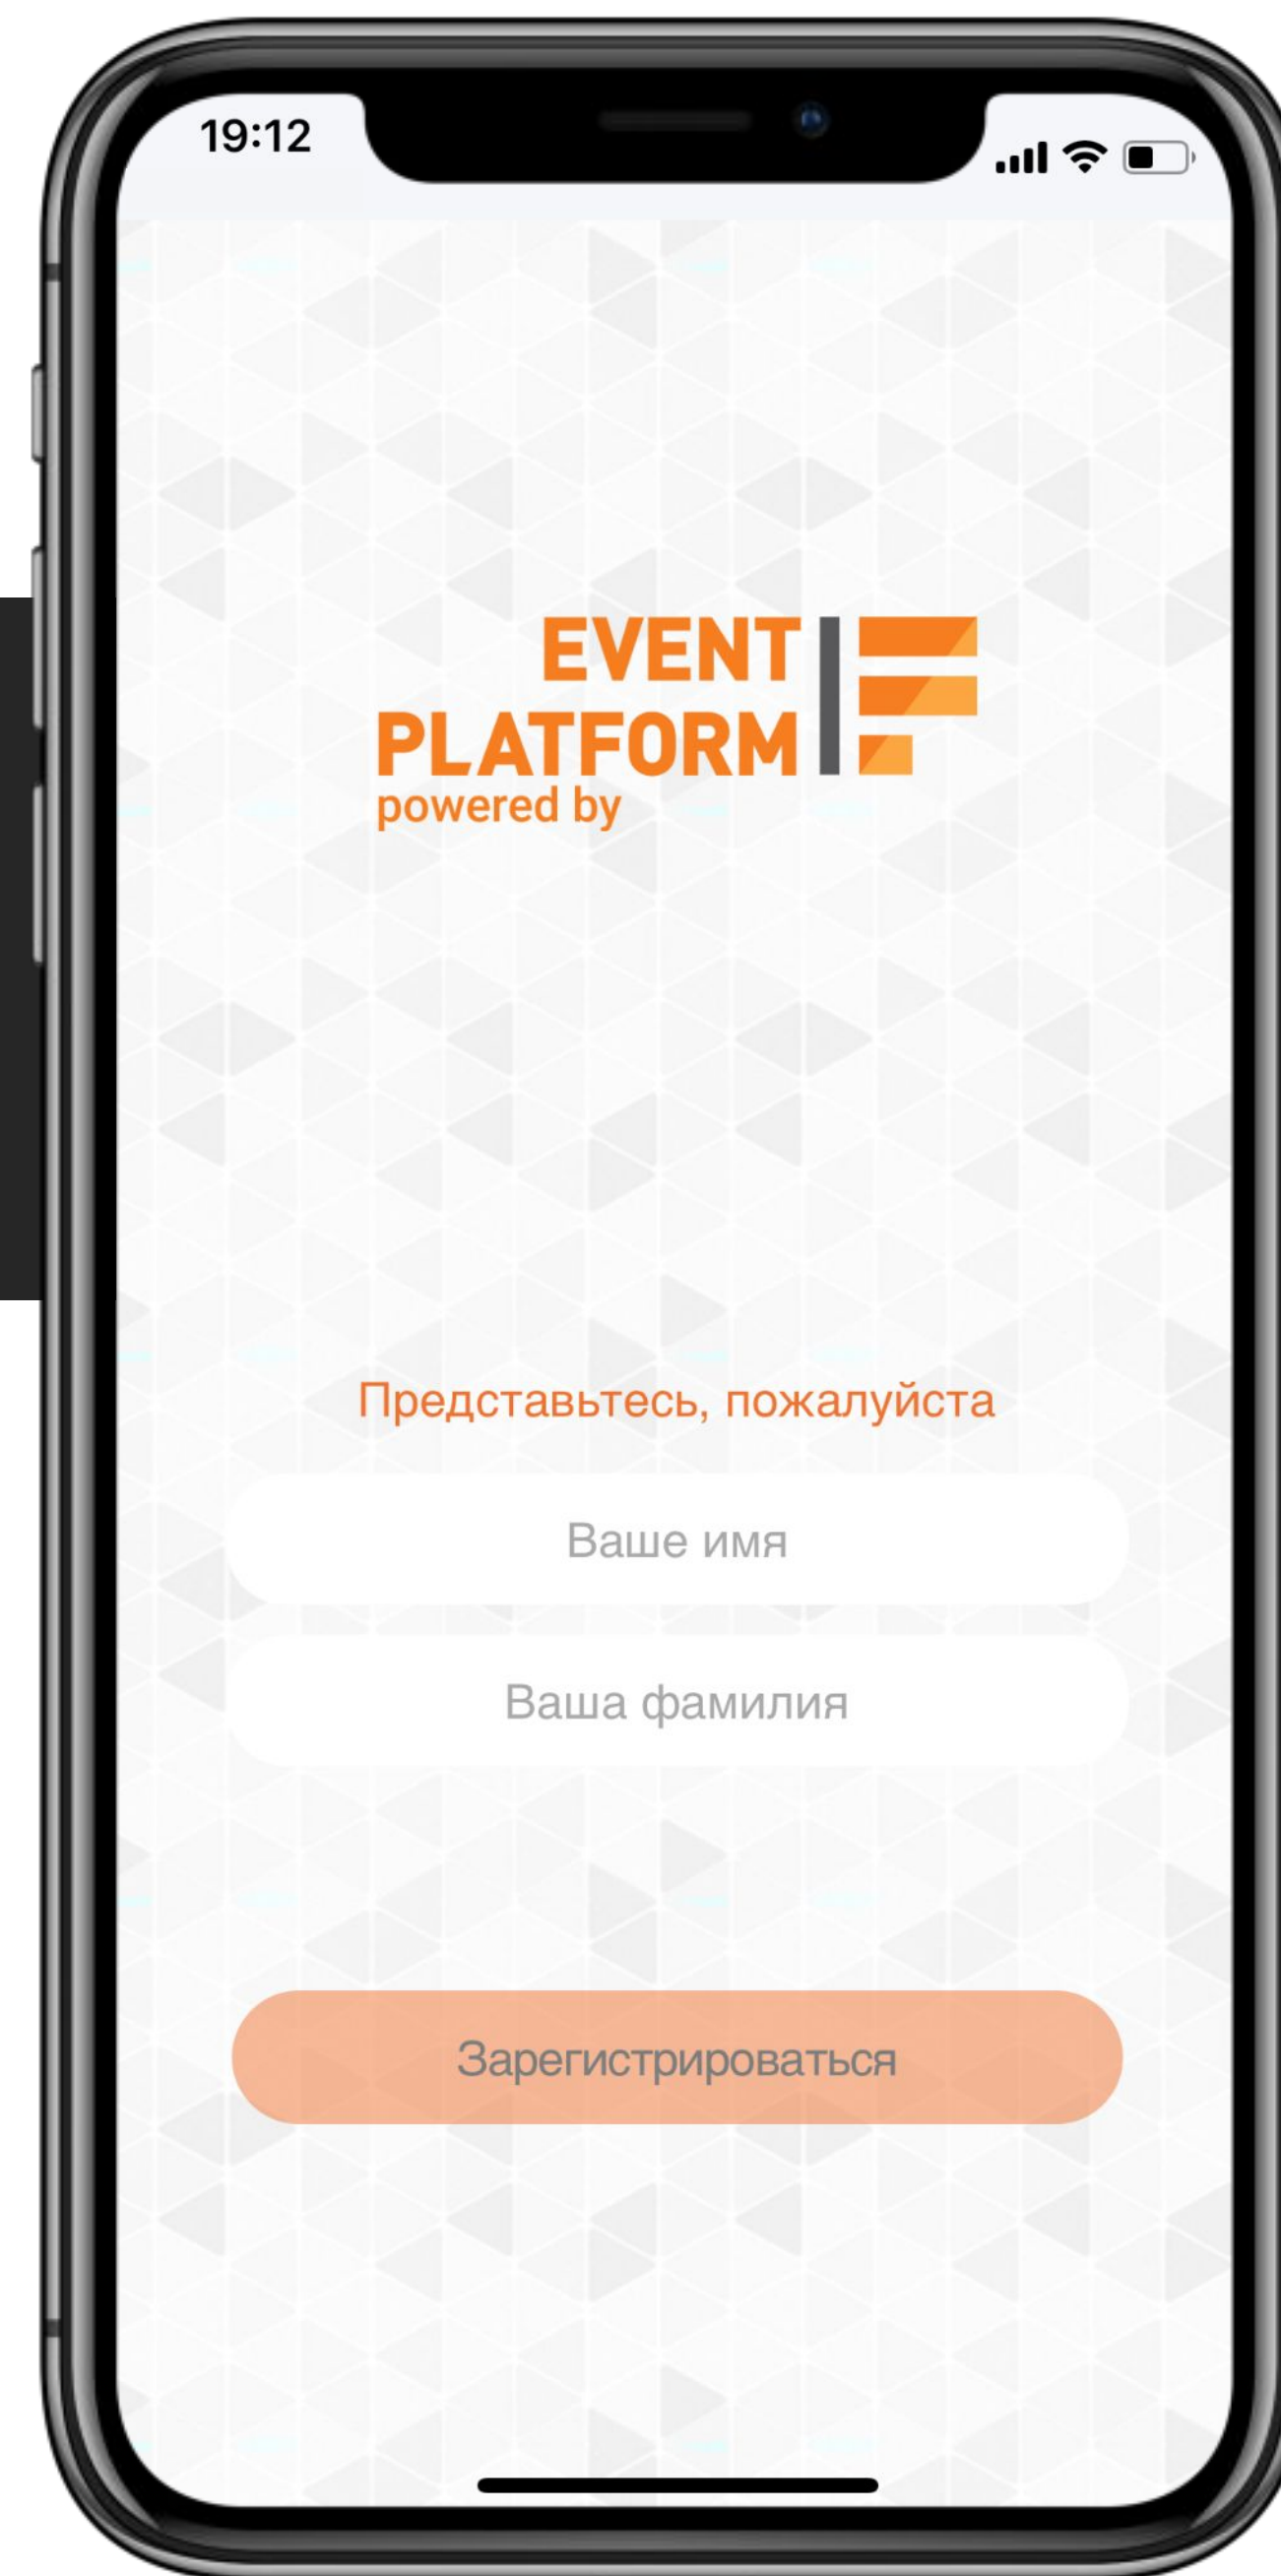 19:12
EVENT
PLATFORM
powered by
Представьтесь, пожалуйста
Ваше имя
Ваша фамилия
Зарегистрироваться